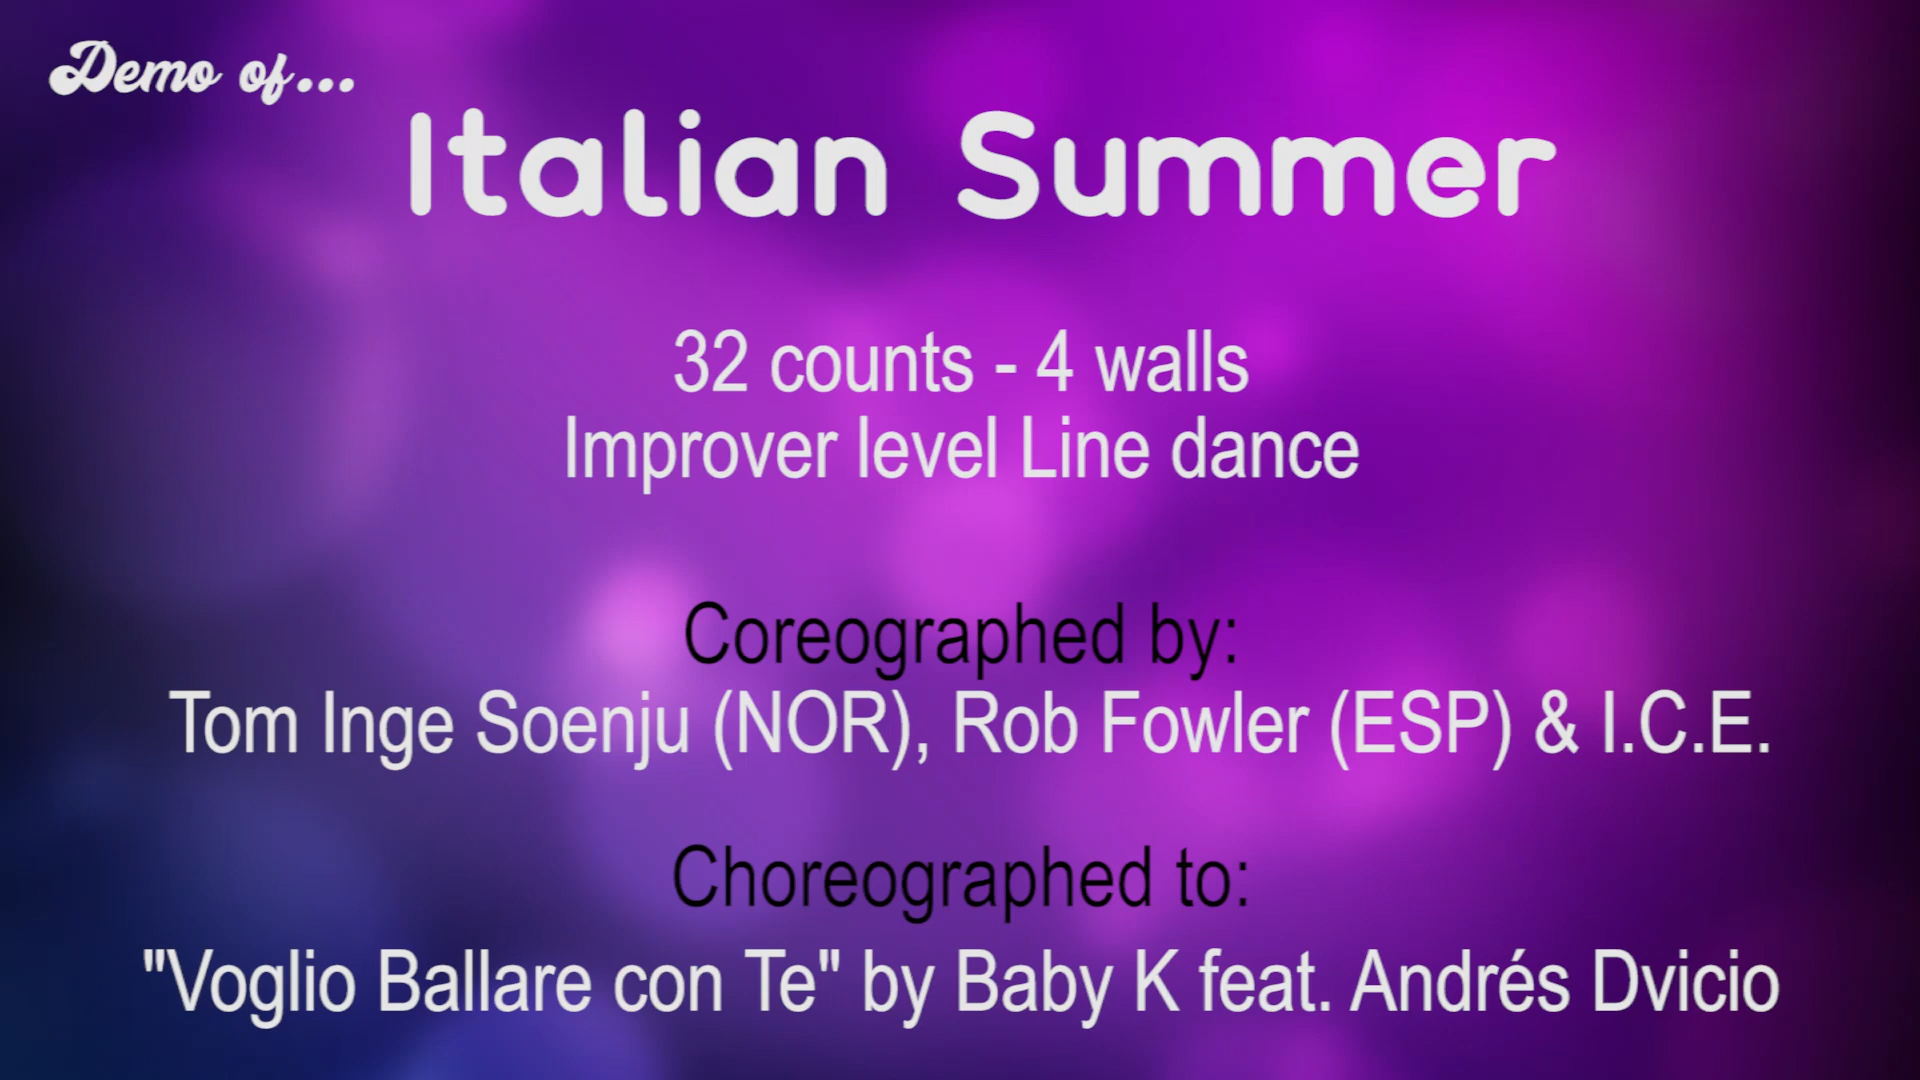 Demo of...
Italian Summer
32 counts - 4 walls
Improver level Line dance
Coreographed by:
Tom Inge Soenju (NOR), Rob Fowler (ESP) & I.C.E.
Choreographed to:
"Voglio Ballare con Te" by Baby K feat. Andrés Dvicio